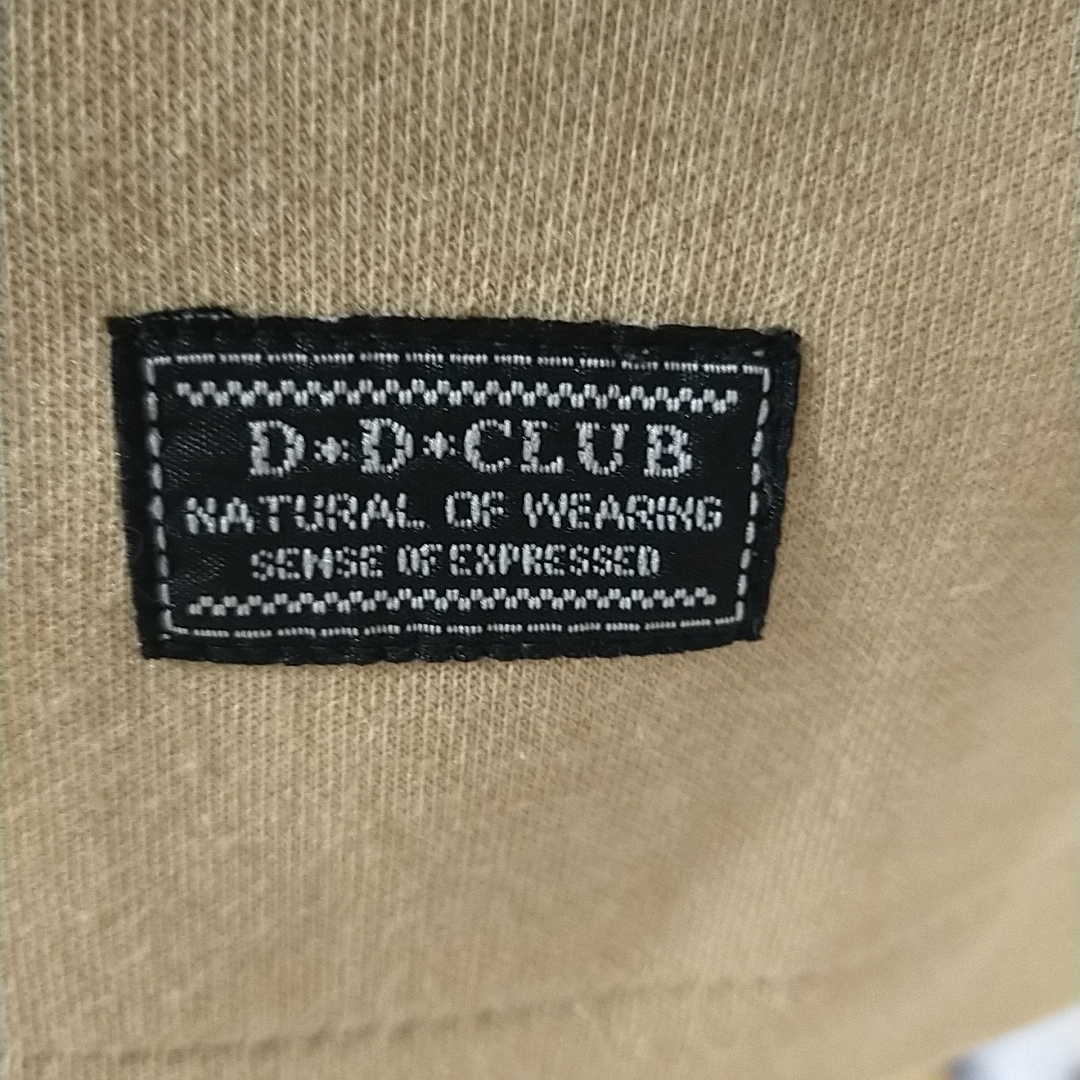 D+D+CLUB
NATURAL OF WEARING
SENSE OF EXPRESSED